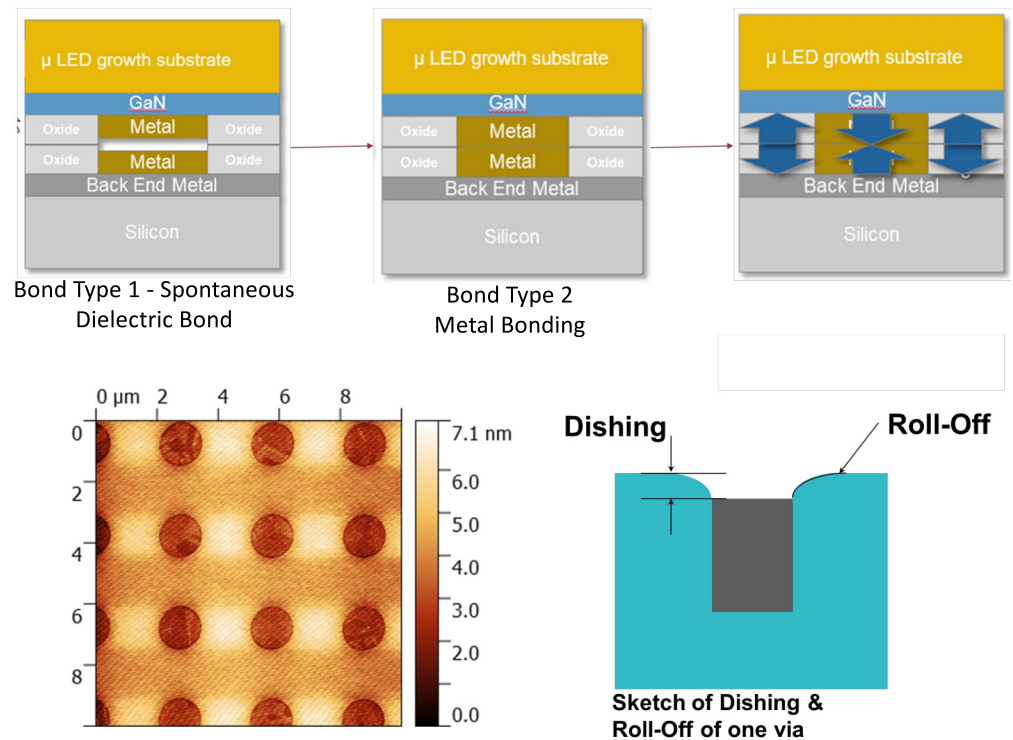 μ LED growth substrate
GaN
Oxide
Metal
Oxide
Oxide
Metal
Oxide
Back End Metal
Silicon
Bond Type 1 - Spontaneous
Dielectric Bond
μ LED growth substrate
GaN
Oxide
Metal
Oxide
Oxide
Metal
Oxide
Back End Metal
Silicon
Bond Type 2
Metal Bonding
μ LED growth substrate
GaN
Back End Metal
Silicon
0 μm 2 4 6 8
0
2
4
6
8
7.1 nm
6.0
5.0
4.0
3.0
2.0
0.0
Dishing
Roll-Off
Sketch of Dishing &
Roll-Off of one via